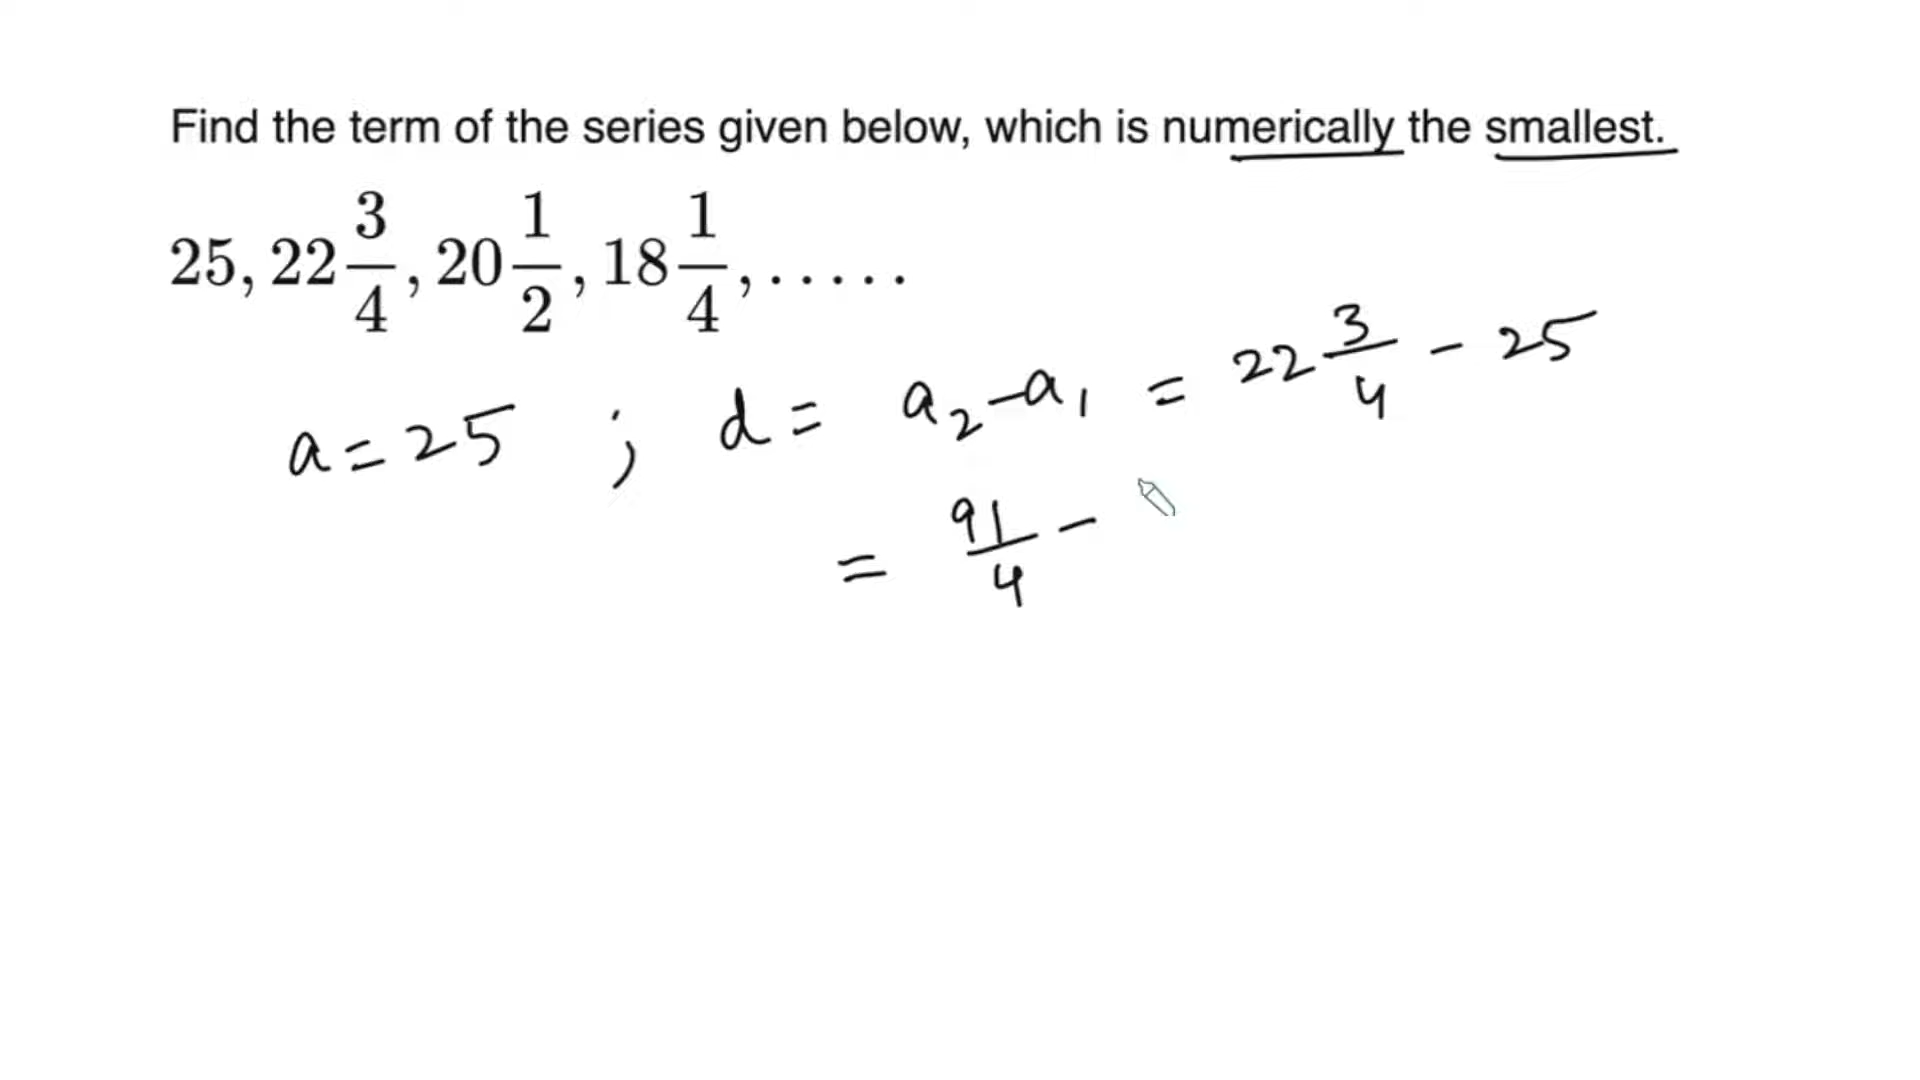 Find the term of the series given below, which is numerically the smallest.
25, 22 3/4, 20 1/2, 18 1/4, .....
a = 25 ; d = a₂ - a₁ = 22 3/4 - 25
= 91/4 -